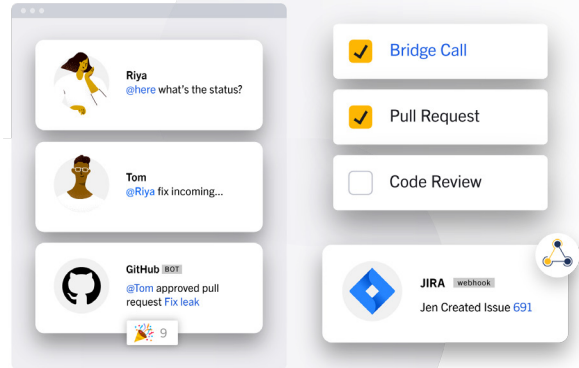 Riya
@here what's the status?
Tom
@Riya fix incoming...
GitHub BOT
@Tom approved pull
request Fix leak
9
Bridge Call
Pull Request
Code Review
JIRA webhook
Jen Created Issue 691